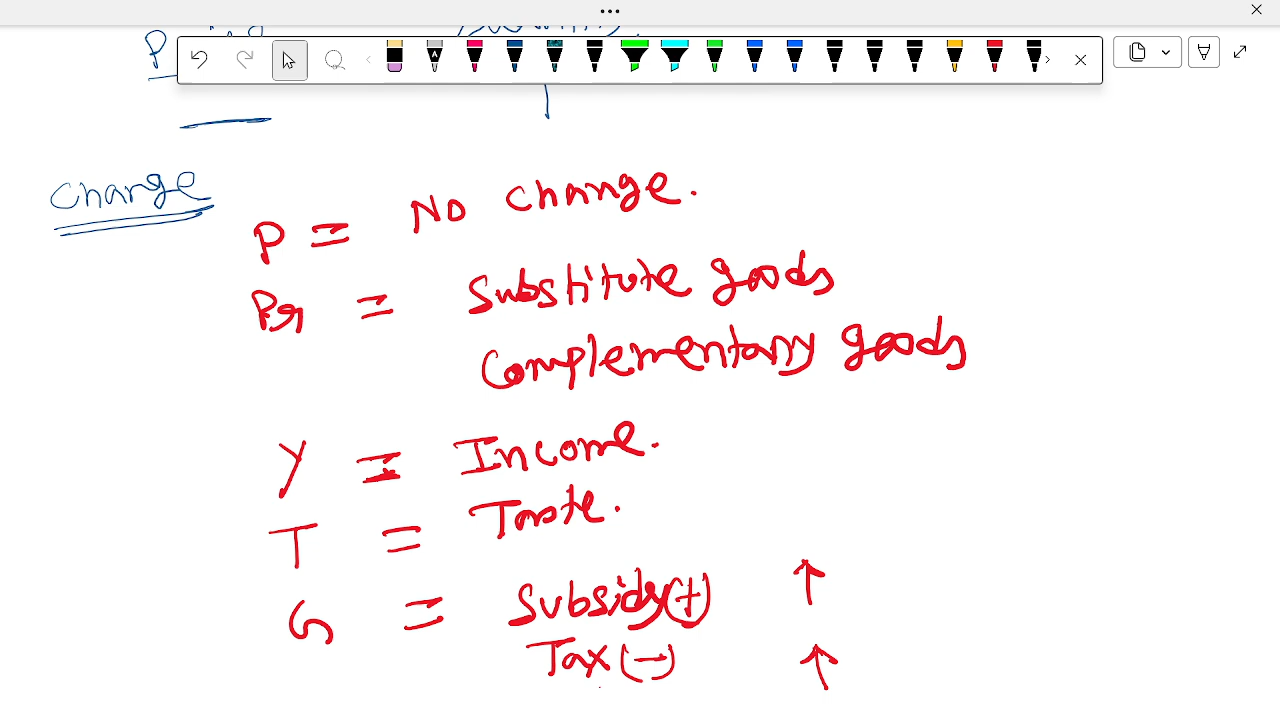 P
Change
P = No change.
Pr = Substitute goods
Complementary goods
Y = Income.
T = Taste.
G = Subsidy(+) ↑
Tax(-) ↑